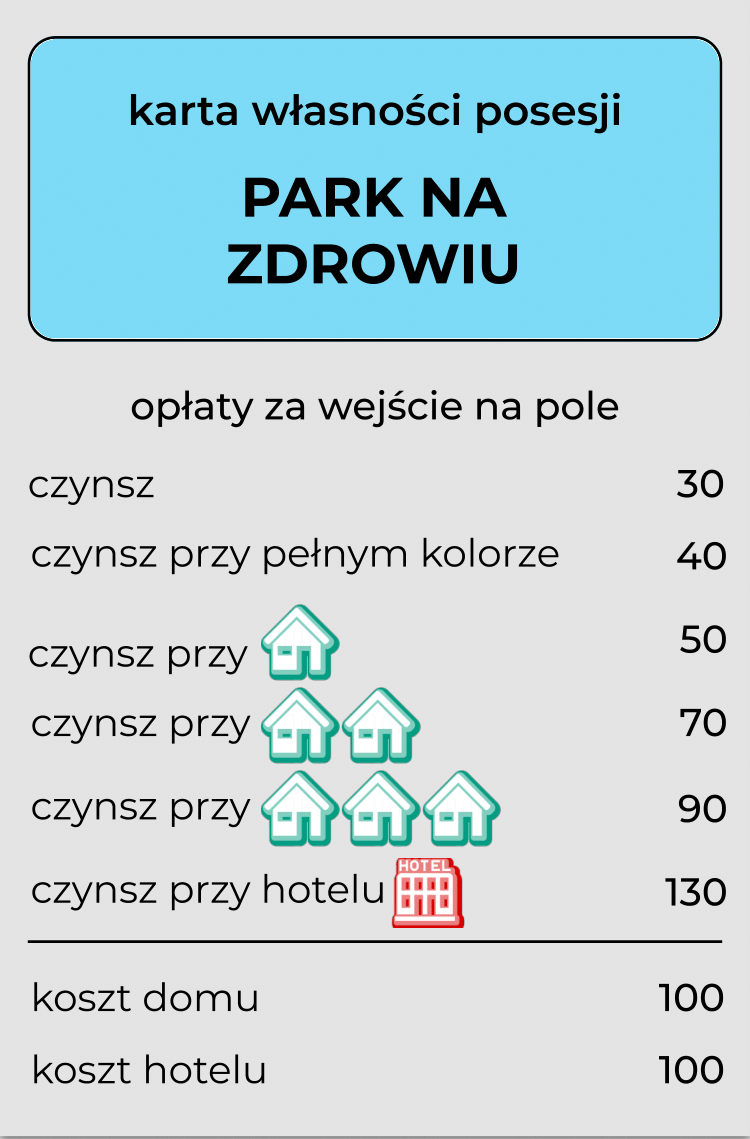 karta własności posesji
PARK NA
ZDROWIU
opłaty za wejście na pole
czynsz 30
czynsz przy pełnym kolorze 40
czynsz przy 50
czynsz przy 70
czynsz przy 90
czynsz przy hotelu HOTEL 130
koszt domu 100
koszt hotelu 100